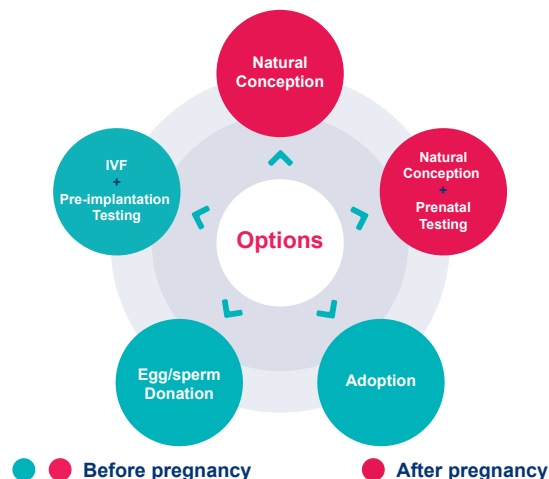 Natural
Conception
IVF
+
Pre-implantation
Testing
Natural
Conception
+
Prenatal
Testing
Options
Egg/sperm
Donation
Adoption
Before pregnancy
After pregnancy